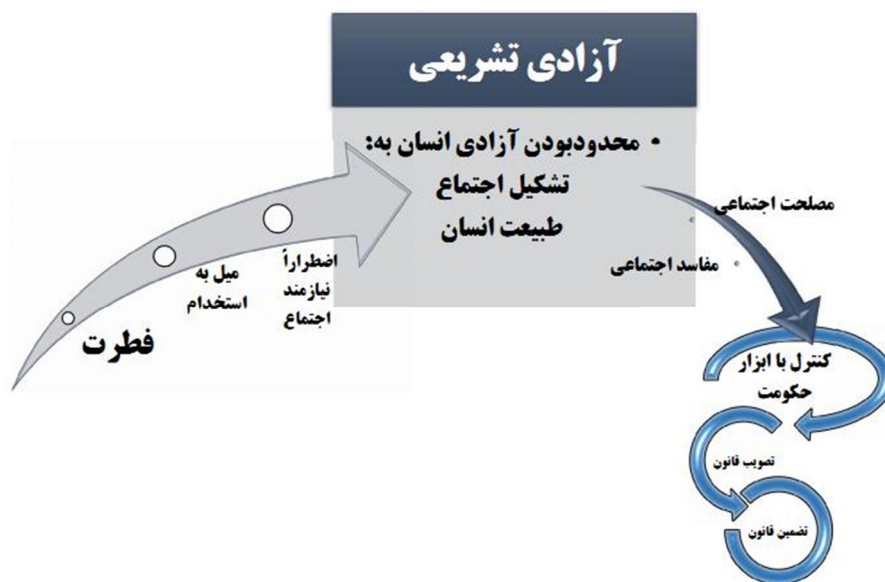 آزادی تشریعی
• محدودبودن آزادی انسان به:
تشکیل اجتماع
طبیعت انسان
فطرت
میل به
استخدام
اضطراراً
نیازمند
اجتماع
مصلحت اجتماعی
مفاسد اجتماعی
کنترل با ابزار
حکومت
تصویب قانون
تضمین قانون